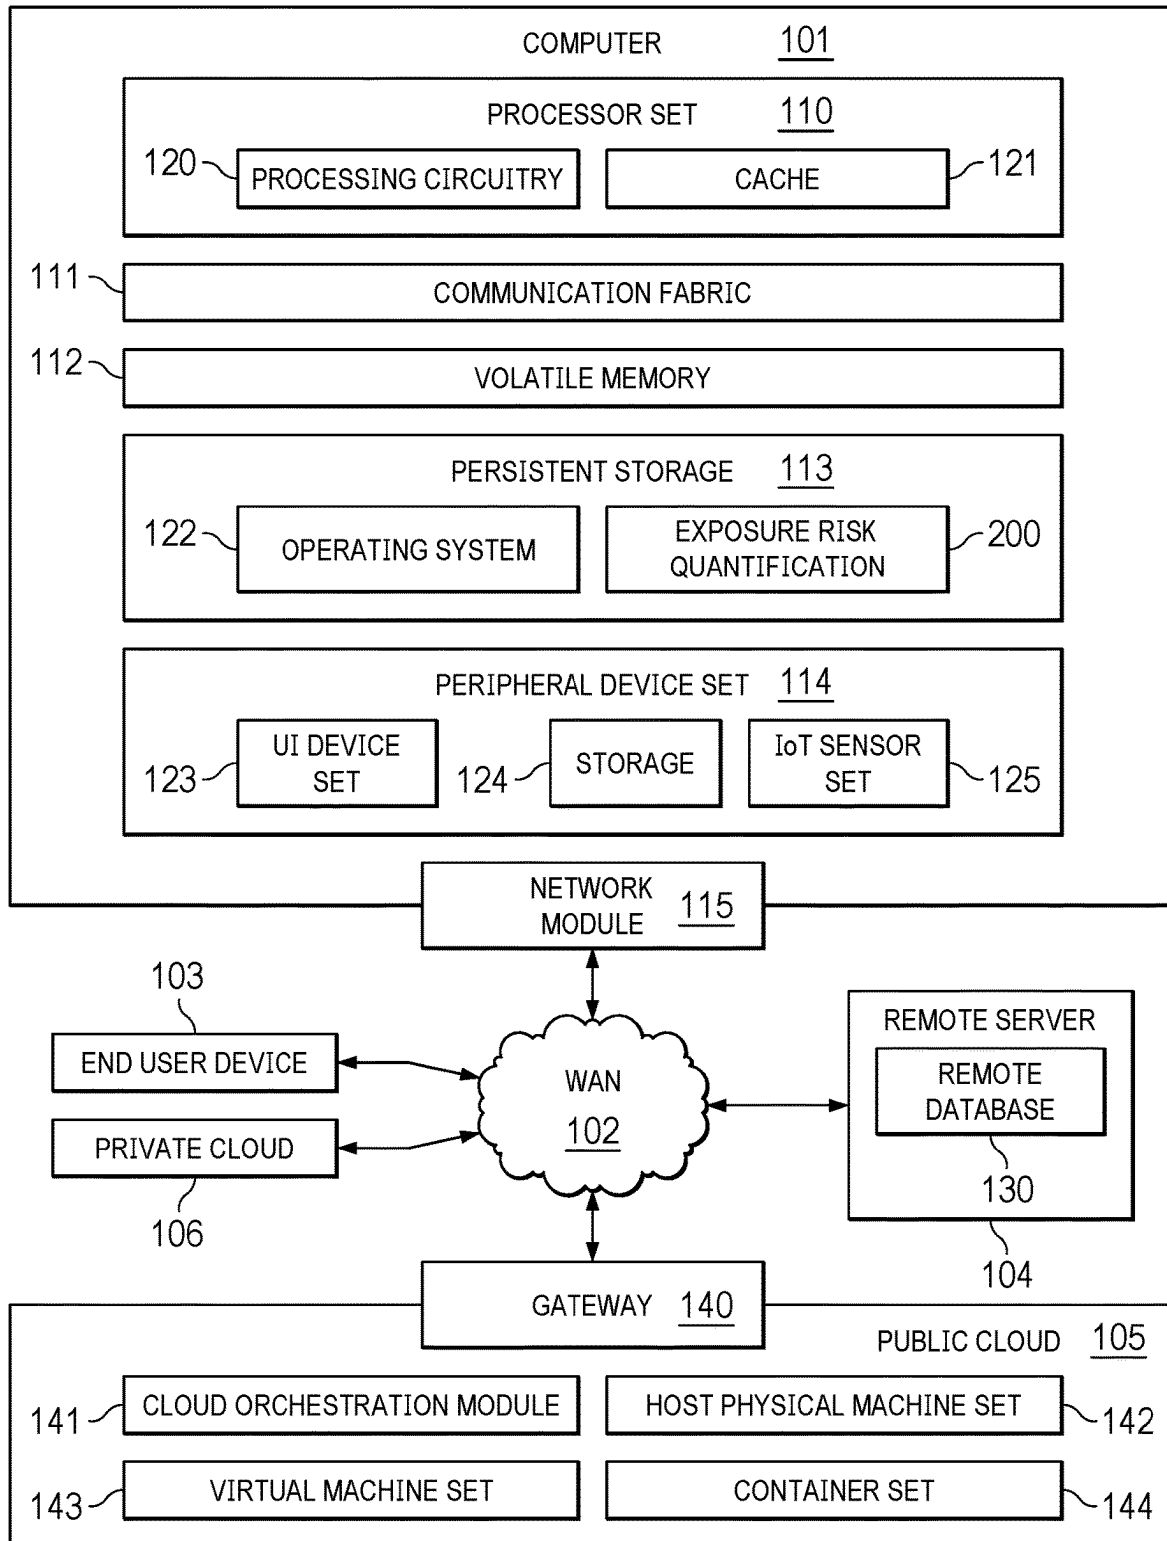 COMPUTER 101
PROCESSOR SET 110
120 PROCESSING CIRCUITRY CACHE 121
111 COMMUNICATION FABRIC
112 VOLATILE MEMORY
PERSISTENT STORAGE 113
122 OPERATING SYSTEM
EXPOSURE RISK
QUANTIFICATION
200
PERIPHERAL DEVICE SET 114
123
UI DEVICE
SET
124 STORAGE
IoT SENSOR
SET
125
NETWORK
MODULE
115
103
END USER DEVICE
PRIVATE CLOUD
106
WAN
102
REMOTE SERVER
REMOTE
DATABASE
130
104
GATEWAY 140
PUBLIC CLOUD 105
141 CLOUD ORCHESTRATION MODULE HOST PHYSICAL MACHINE SET 142
143 VIRTUAL MACHINE SET CONTAINER SET 144